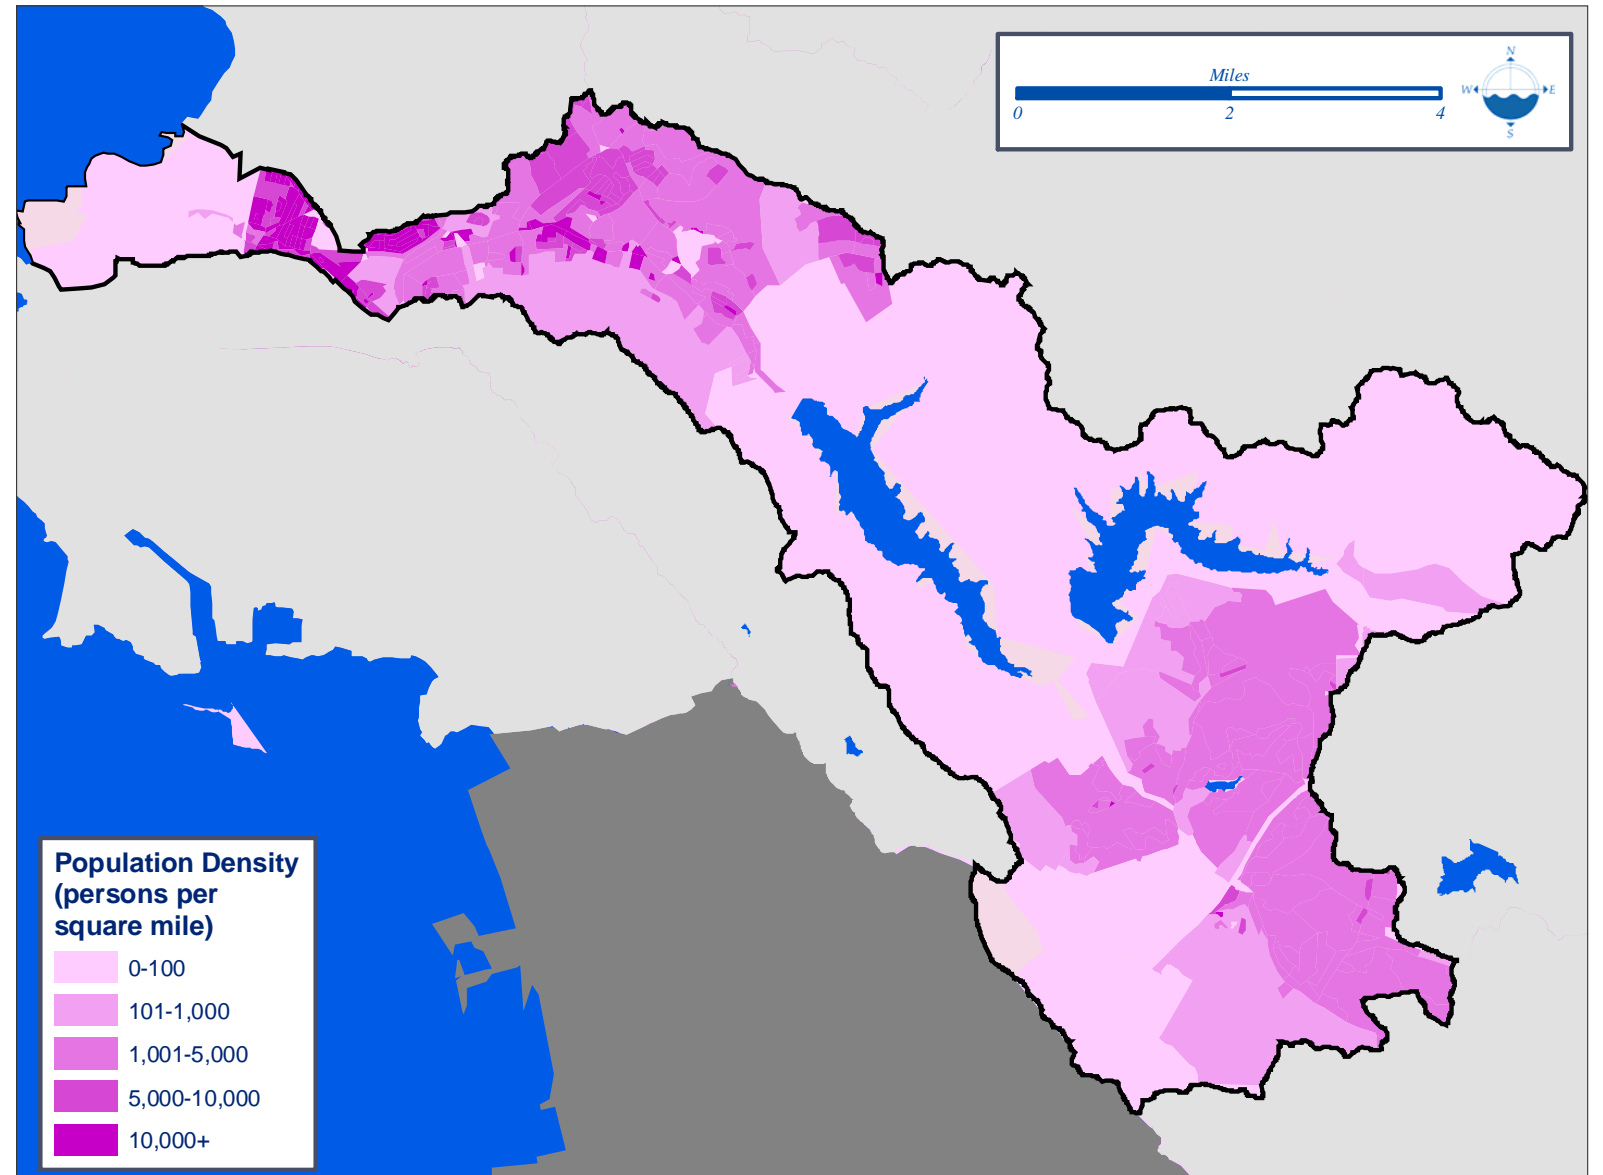 Miles
0 2 4
N
W E
S
Population Density
(persons per
square mile)
0-100
101-1,000
1,001-5,000
5,000-10,000
10,000+